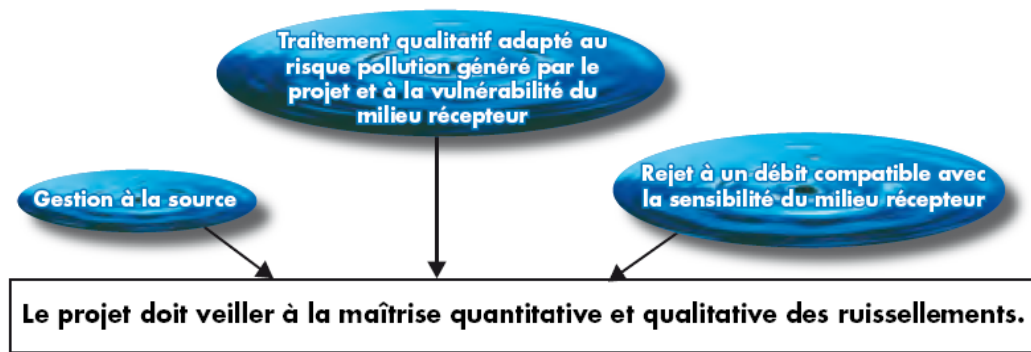 Traitement qualitatif adapté au
risque pollution généré par le
projet et à la vulnérabilité du
milieu récepteur
Gestion à la source
Rejet à un débit compatible avec
la sensibilité du milieu récepteur
Le projet doit veiller à la maîtrise quantitative et qualitative des ruissellements.